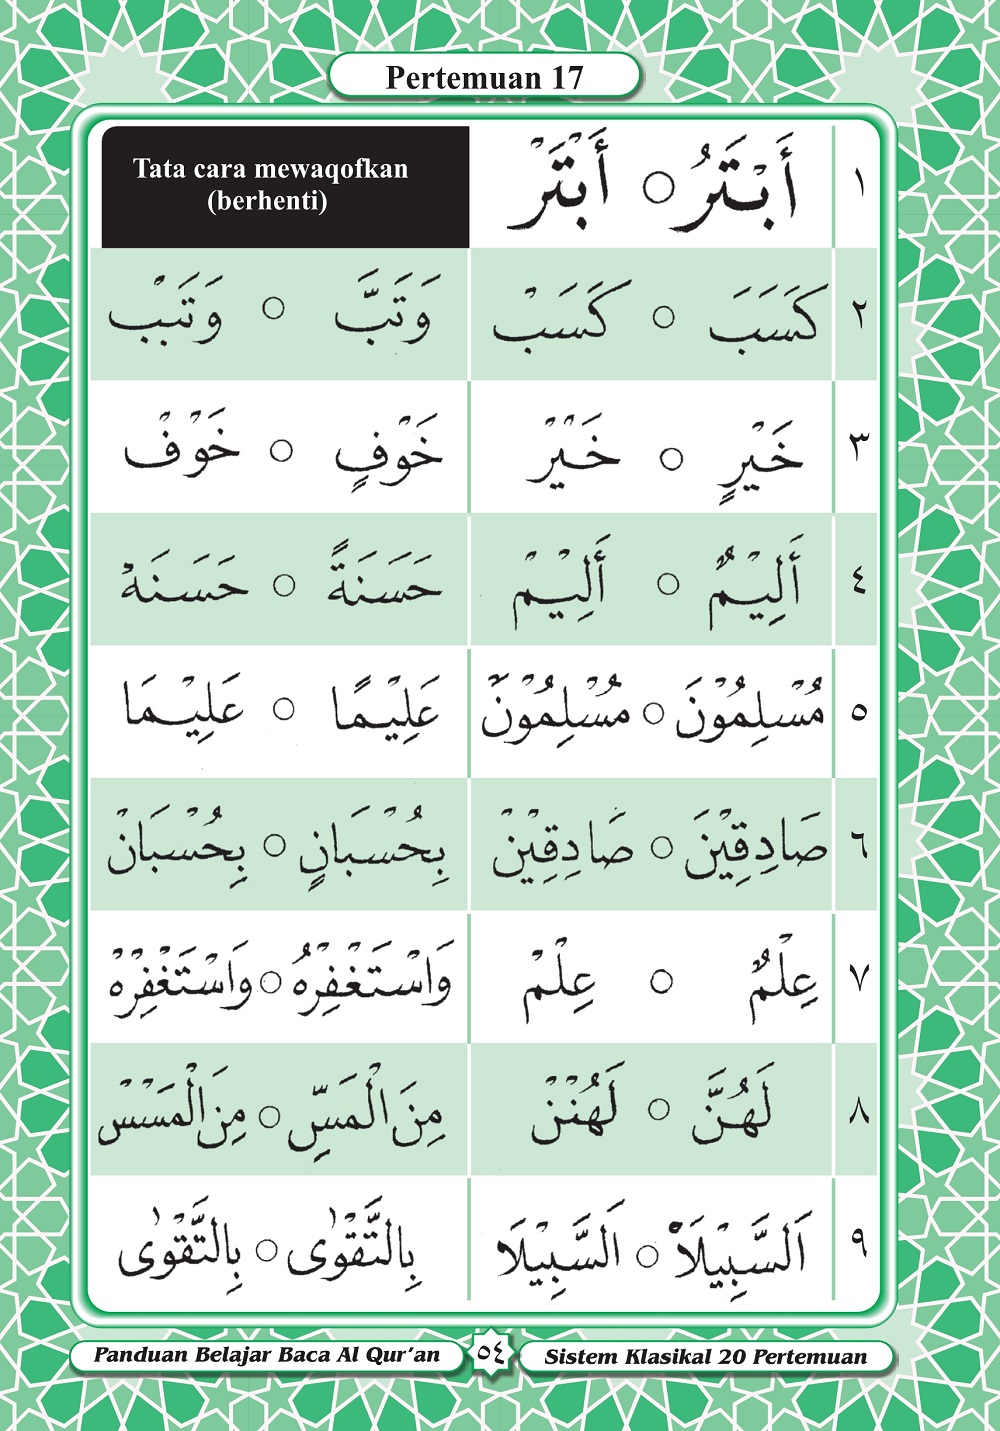 Pertemuan 17
Tata cara mewaqofkan
(berhenti)
١ أَبْتَرُ ○ أَبْتَرْ
٢ كَسَبَ ○ كَسَبْ وَتَبَّ ○ وَتَبْبْ
٣ خَيْرٍ ○ خَيْرْ خَوْفٍ ○ خَوْفْ
٤ أَلِيْمٌ ○ أَلِيْمْ حَسَنَةً ○ حَسَنَهْ
٥ مُسْلِمُوْنَ ○ مُسْلِمُوْنْ عَلِيْمًا ○ عَلِيْمَا
٦ صَادِقِيْنَ ○ صَادِقِيْنْ بِحُسْبَانٍ ○ بِحُسْبَانْ
٧ عِلْمٌ ○ عِلْمْ وَاسْتَغْفِرْهُ ○ وَاسْتَغْفِرْهْ
٨ لَهُنَّ ○ لَهُنْنْ مِنَ الْمَسِّ ○ مِنَ الْمَسْسْ
٩ اَلسَّبِيْلَاْ ○ اَلسَّبِيْلَا بِالتَّقْوٰى ○ بِالتَّقْوٰى
Panduan Belajar Baca Al Qur'an ٥٤ Sistem Klasikal 20 Pertemuan